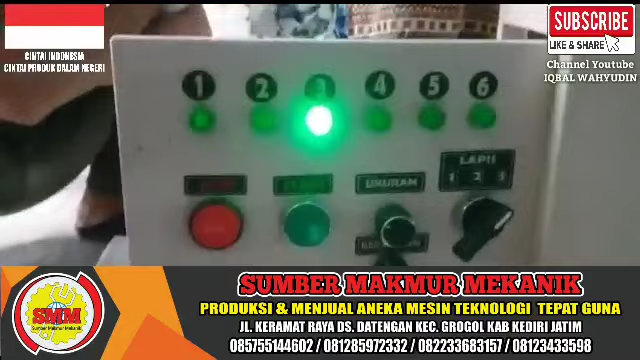 CINTAI INDONESIA
CINTAI PRODUK DALAM NEGERI
SUBSCRIBE
LIKE & SHARE
Channel Youtube
IQBAL WAHYUDIN
1 2 3 4 5 6
UKURAN
LAPIS
1 2 3
SMM
Sumber Makmur Mekanik
SUMBER MAKMUR MEKANIK
PRODUKSI & MENJUAL ANEKA MESIN TEKNOLOGI TEPAT GUNA
JL. KERAMAT RAYA DS. DATENGAN KEC. GROGOL KAB KEDIRI JATIM
085755144602 / 081285972332 / 082233683157 / 08123433598